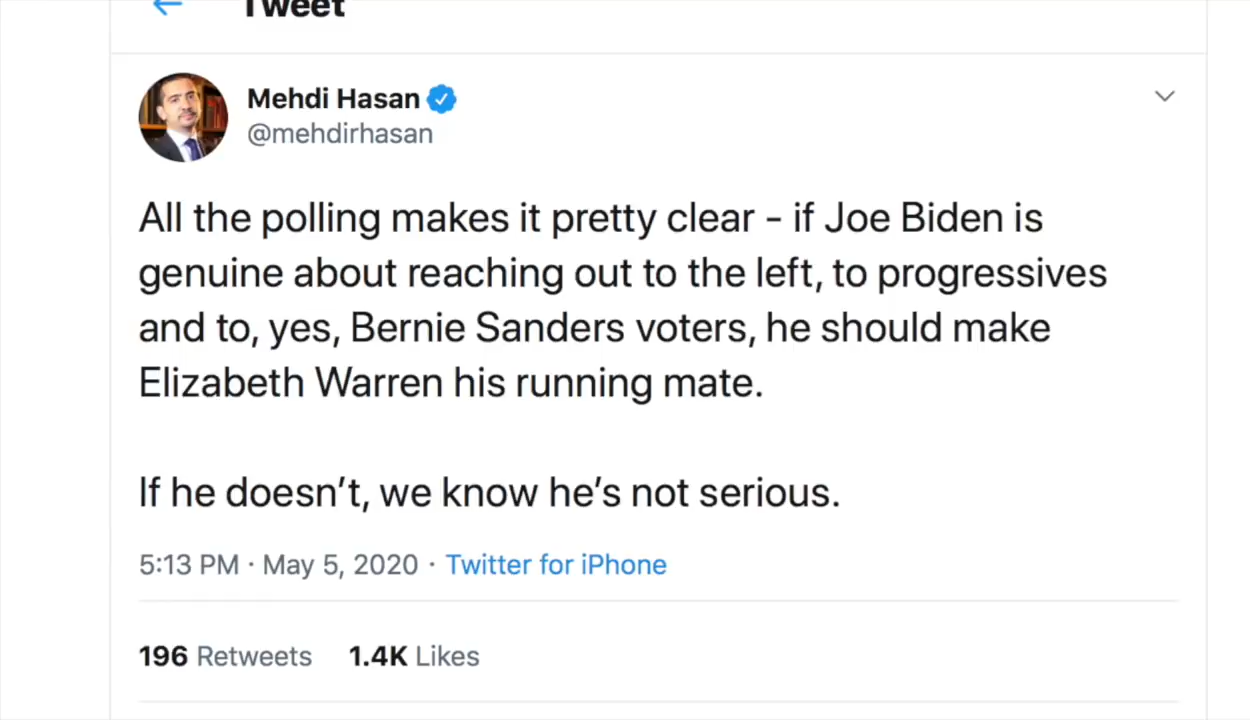 Tweet
Mehdi Hasan
@mehdirhasan
All the polling makes it pretty clear - if Joe Biden is
genuine about reaching out to the left, to progressives
and to, yes, Bernie Sanders voters, he should make
Elizabeth Warren his running mate.
If he doesn’t, we know he’s not serious.
5:13 PM · May 5, 2020 · Twitter for iPhone
196 Retweets 1.4K Likes